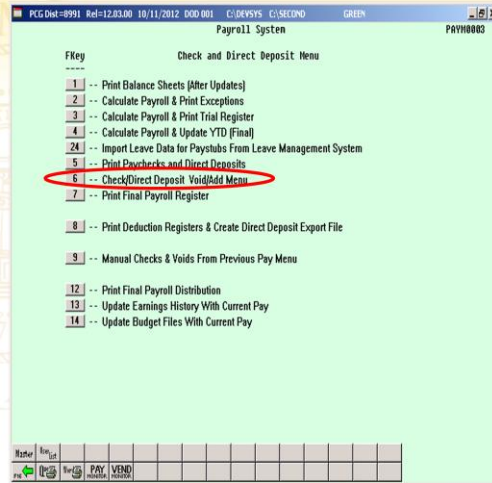 PCG Dist=8991 Rel=12.03.00 10/11/2012 DOD 001 C:\DEVSYS C:\SECOND GREEN
Payroll System PAYM0003
FKey Check and Direct Deposit Menu
----
1 -- Print Balance Sheets (After Updates)
2 -- Calculate Payroll & Print Exceptions
3 -- Calculate Payroll & Print Trial Register
4 -- Calculate Payroll & Update YTD (Final)
24 -- Import Leave Data for Paystubs From Leave Management System
5 -- Print Paychecks and Direct Deposits
6 -- Check/Direct Deposit Void/Add Menu
7 -- Print Final Payroll Register
8 -- Print Deduction Registers & Create Direct Deposit Export File
9 -- Manual Checks & Voids From Previous Pay Menu
12 -- Print Final Payroll Distribution
13 -- Update Earnings History With Current Pay
14 -- Update Budget Files With Current Pay
Master
PAY MONITOR VEND MONITOR